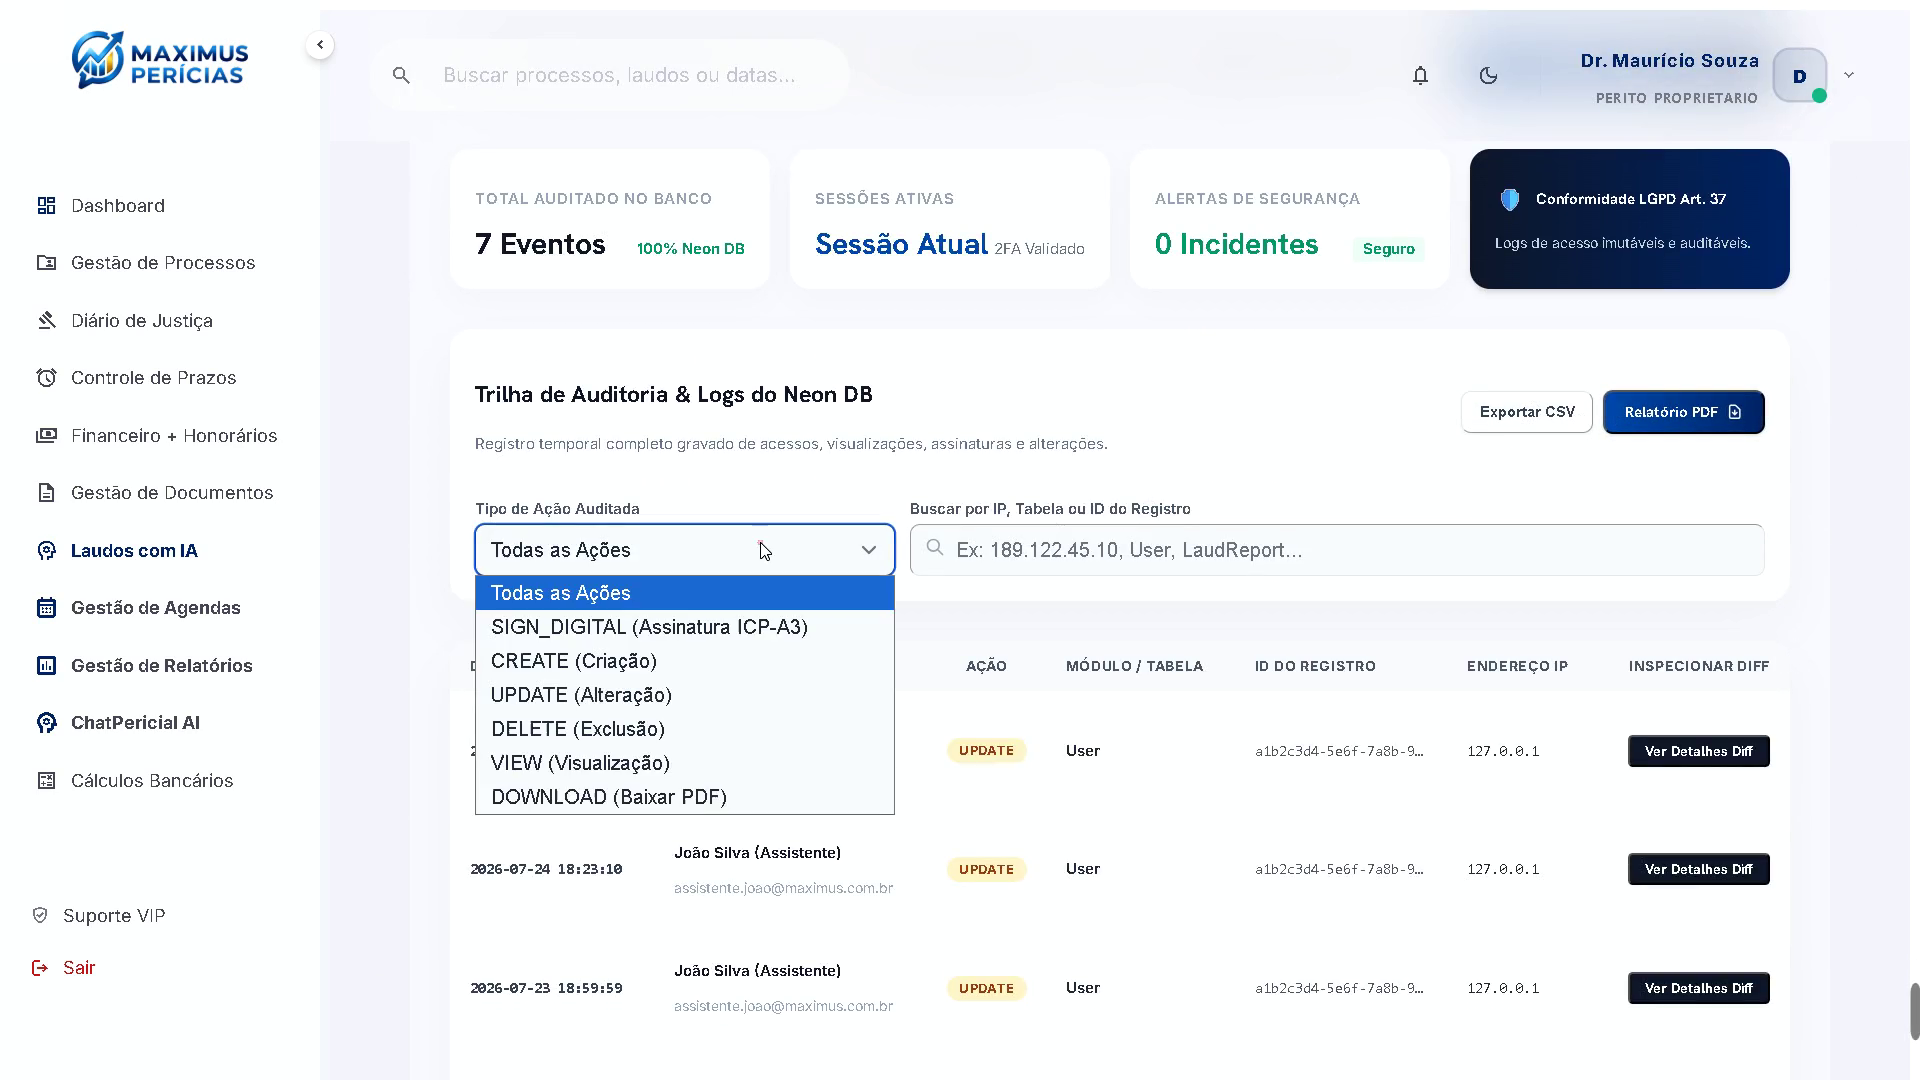 MAXIMUS
PERÍCIAS
Buscar processos, laudos ou datas...
Dr. Maurício Souza
PERITO PROPRIETARIO
D
Dashboard
Gestão de Processos
Diário de Justiça
Controle de Prazos
Financeiro + Honorários
Gestão de Documentos
Laudos com IA
Gestão de Agendas
Gestão de Relatórios
ChatPericial AI
Cálculos Bancários
Suporte VIP
Sair
TOTAL AUDITADO NO BANCO
7 Eventos 100% Neon DB
SESSÕES ATIVAS
Sessão Atual 2FA Validado
ALERTAS DE SEGURANÇA
0 Incidentes Seguro
Conformidade LGPD Art. 37
Logs de acesso imutáveis e auditáveis.
Trilha de Auditoria & Logs do Neon DB
Registro temporal completo gravado de acessos, visualizações, assinaturas e alterações.
Exportar CSV
Relatório PDF
Tipo de Ação Auditada
Todas as Ações
Buscar por IP, Tabela ou ID do Registro
Ex: 189.122.45.10, User, LaudReport...
Todas as Ações
SIGN_DIGITAL (Assinatura ICP-A3)
CREATE (Criação)
UPDATE (Alteração)
DELETE (Exclusão)
VIEW (Visualização)
DOWNLOAD (Baixar PDF)
AÇÃO MÓDULO / TABELA ID DO REGISTRO ENDEREÇO IP INSPECIONAR DIFF
UPDATE User a1b2c3d4-5e6f-7a8b-9… 127.0.0.1 Ver Detalhes Diff
João Silva (Assistente)
2026-07-24 18:23:10 UPDATE User a1b2c3d4-5e6f-7a8b-9… 127.0.0.1 Ver Detalhes Diff
assistente.joao@maximus.com.br
João Silva (Assistente)
2026-07-23 18:59:59 UPDATE User a1b2c3d4-5e6f-7a8b-9… 127.0.0.1 Ver Detalhes Diff
assistente.joao@maximus.com.br